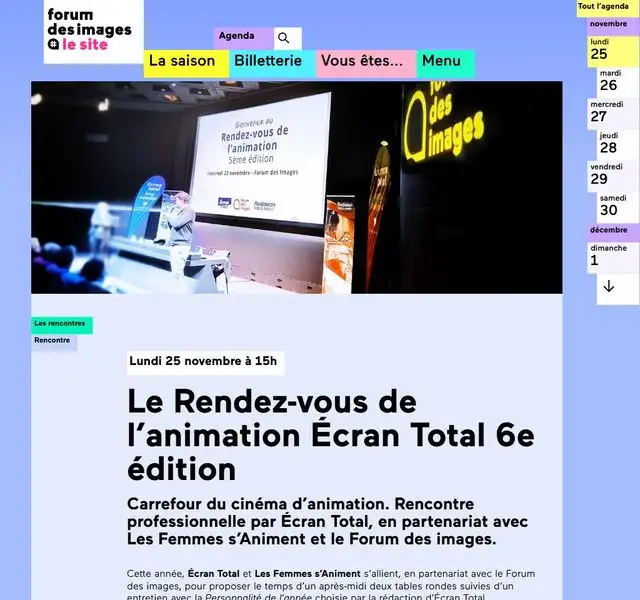 forum
des images
le site
Agenda
La saison
Billetterie
Vous êtes...
Menu
Tout l'agenda
novembre
lundi
25
mardi
26
mercredi
27
jeudi
28
vendredi
29
samedi
30
décembre
dimanche
1
Bienvenue au
Rendez-vous de
l'animation
5ème édition
Forum des images
des
images
Les rencontres
Rencontre
Lundi 25 novembre à 15h
Le Rendez-vous de
l'animation Écran Total 6e
édition
Carrefour du cinéma d'animation. Rencontre
professionnelle par Écran Total, en partenariat avec
Les Femmes s'Animent et le Forum des images.
Cette année, Écran Total et Les Femmes s'Animent s'allient, en partenariat avec le Forum
des images, pour proposer le temps d'un après-midi deux tables rondes suivies d'un
entretien avec la Personnalité de l'année choisie par la rédaction d'Écran Total.